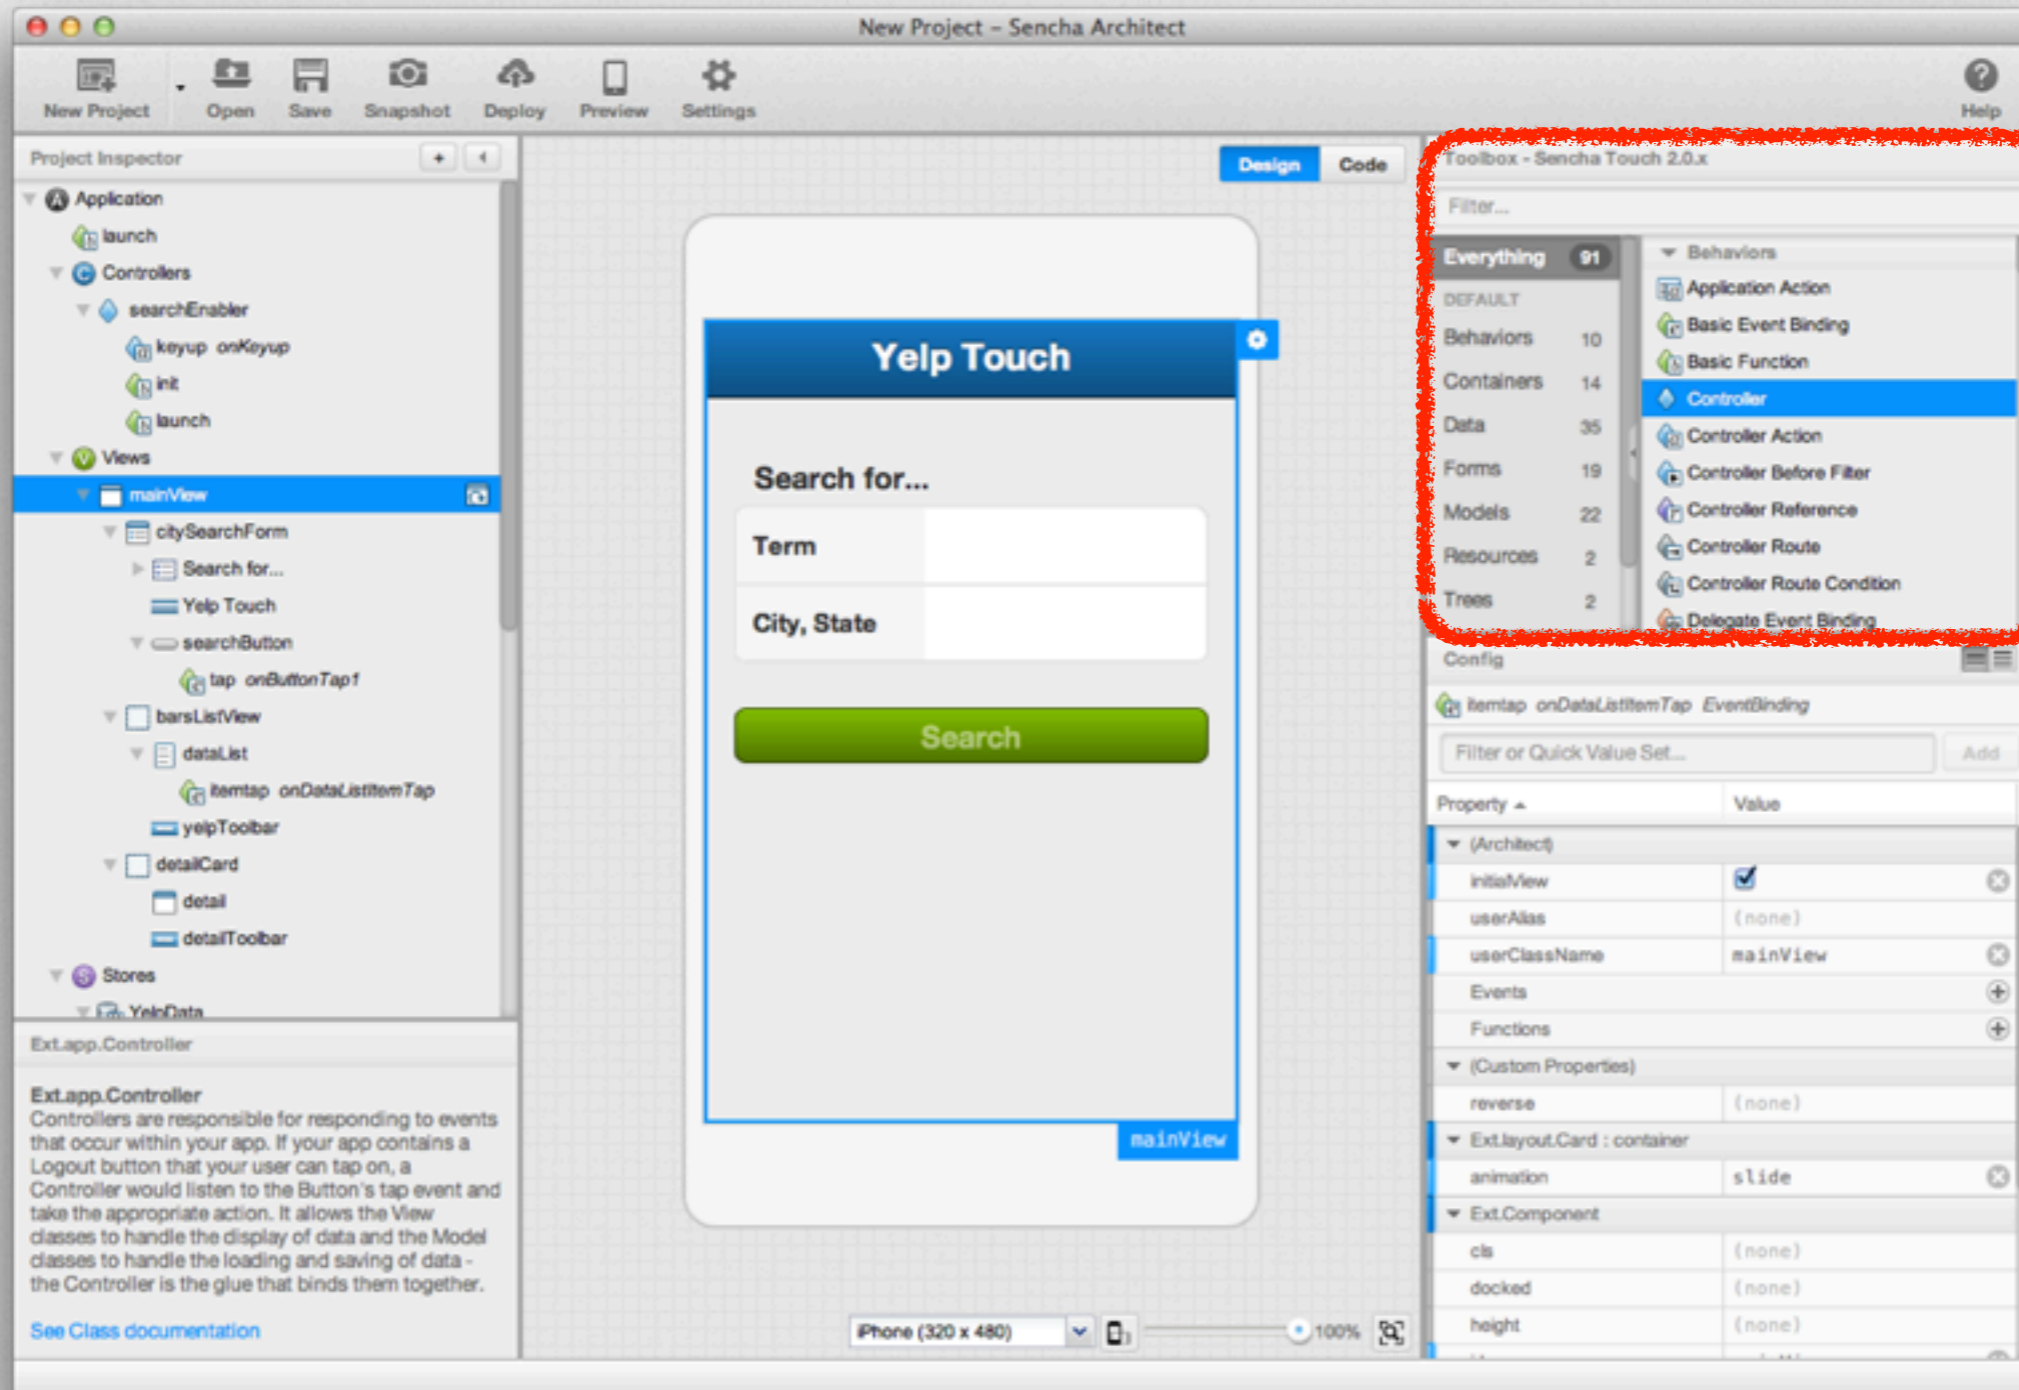 New Project – Sencha Architect
New Project
Open
Save
Snapshot
Deploy
Preview
Settings
Help
Project Inspector
Application
launch
Controllers
searchEnabler
keyup onKeyup
init
launch
Views
mainView
citySearchForm
Search for...
Yelp Touch
searchButton
tap onButtonTap1
barsListView
dataList
itemtap onDataListItemTap
yelpToolbar
detailCard
detail
detailToolbar
Stores
YelpData
Ext.app.Controller
Ext.app.Controller
Controllers are responsible for responding to events
that occur within your app. If your app contains a
Logout button that your user can tap on, a
Controller would listen to the Button's tap event and
take the appropriate action. It allows the View
classes to handle the display of data and the Model
classes to handle the loading and saving of data -
the Controller is the glue that binds them together.
See Class documentation
Design Code
Yelp Touch
Search for...
Term
City, State
Search
mainView
iPhone (320 x 480)
100%
Toolbox - Sencha Touch 2.0.x
Filter...
Everything 91
DEFAULT
Behaviors 10
Containers 14
Data 35
Forms 19
Models 22
Resources 2
Trees 2
Behaviors
Application Action
Basic Event Binding
Basic Function
Controller
Controller Action
Controller Before Filter
Controller Reference
Controller Route
Controller Route Condition
Delegate Event Binding
Config
itemtap onDataListItemTap EventBinding
Filter or Quick Value Set... Add
Property Value
(Architect)
initialView
userAlias (none)
userClassName mainView
Events
Functions
(Custom Properties)
reverse (none)
Ext.layout.Card : container
animation slide
Ext.Component
cls (none)
docked (none)
height (none)